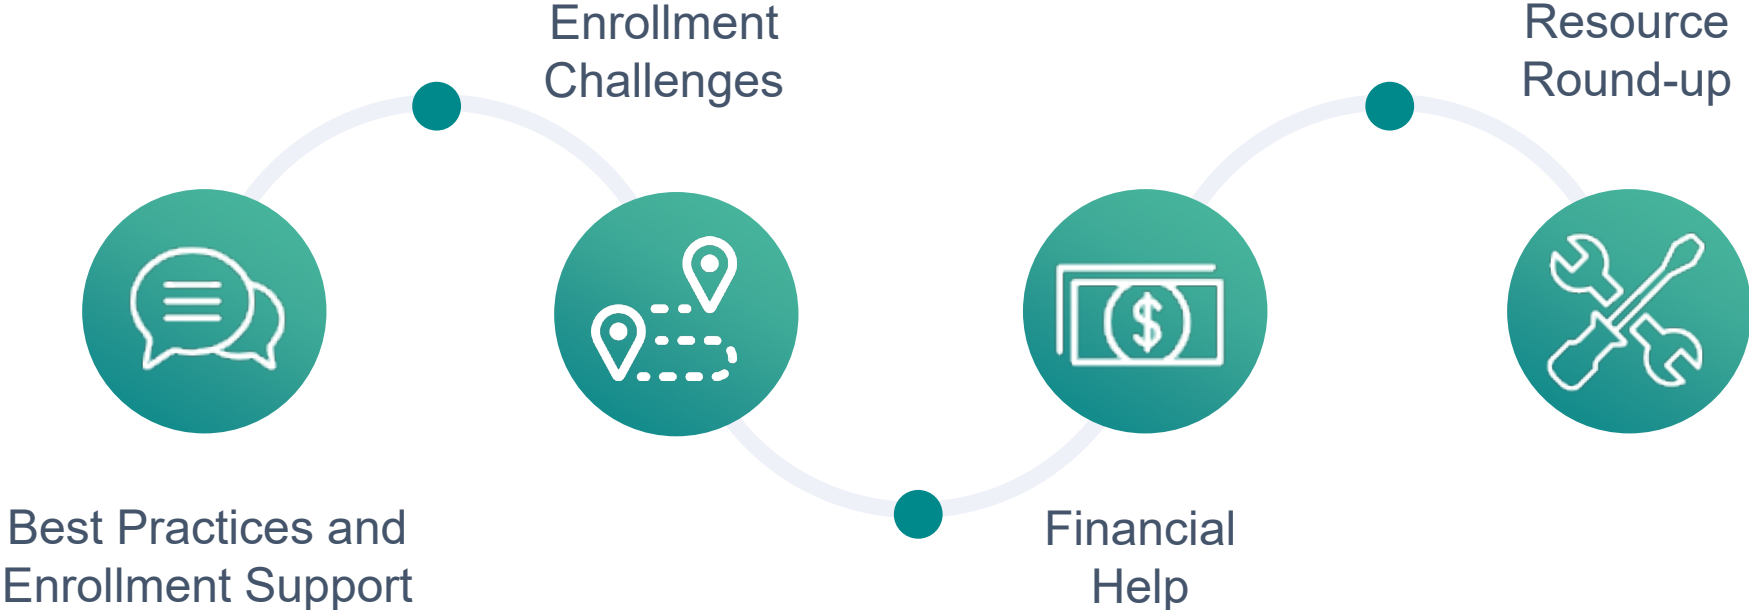 Enrollment
Challenges
Resource
Round-up
Best Practices and
Enrollment Support
Financial
Help